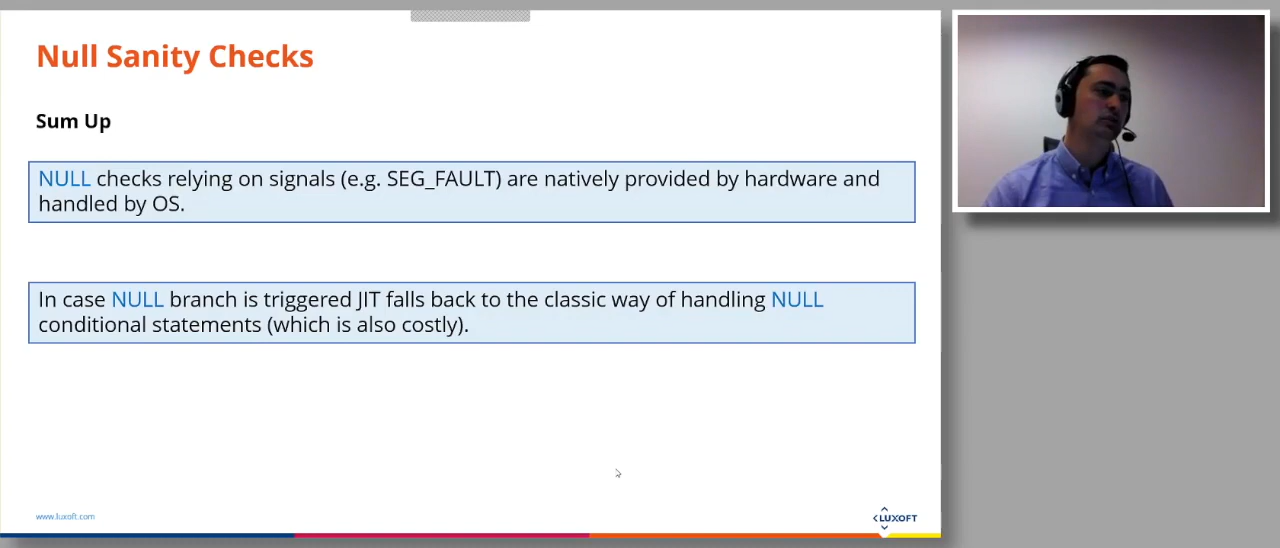 Null Sanity Checks
Sum Up
NULL checks relying on signals (e.g. SEG_FAULT) are natively provided by hardware and
handled by OS.
In case NULL branch is triggered JIT falls back to the classic way of handling NULL
conditional statements (which is also costly).
www.luxoft.com
LUXOFT